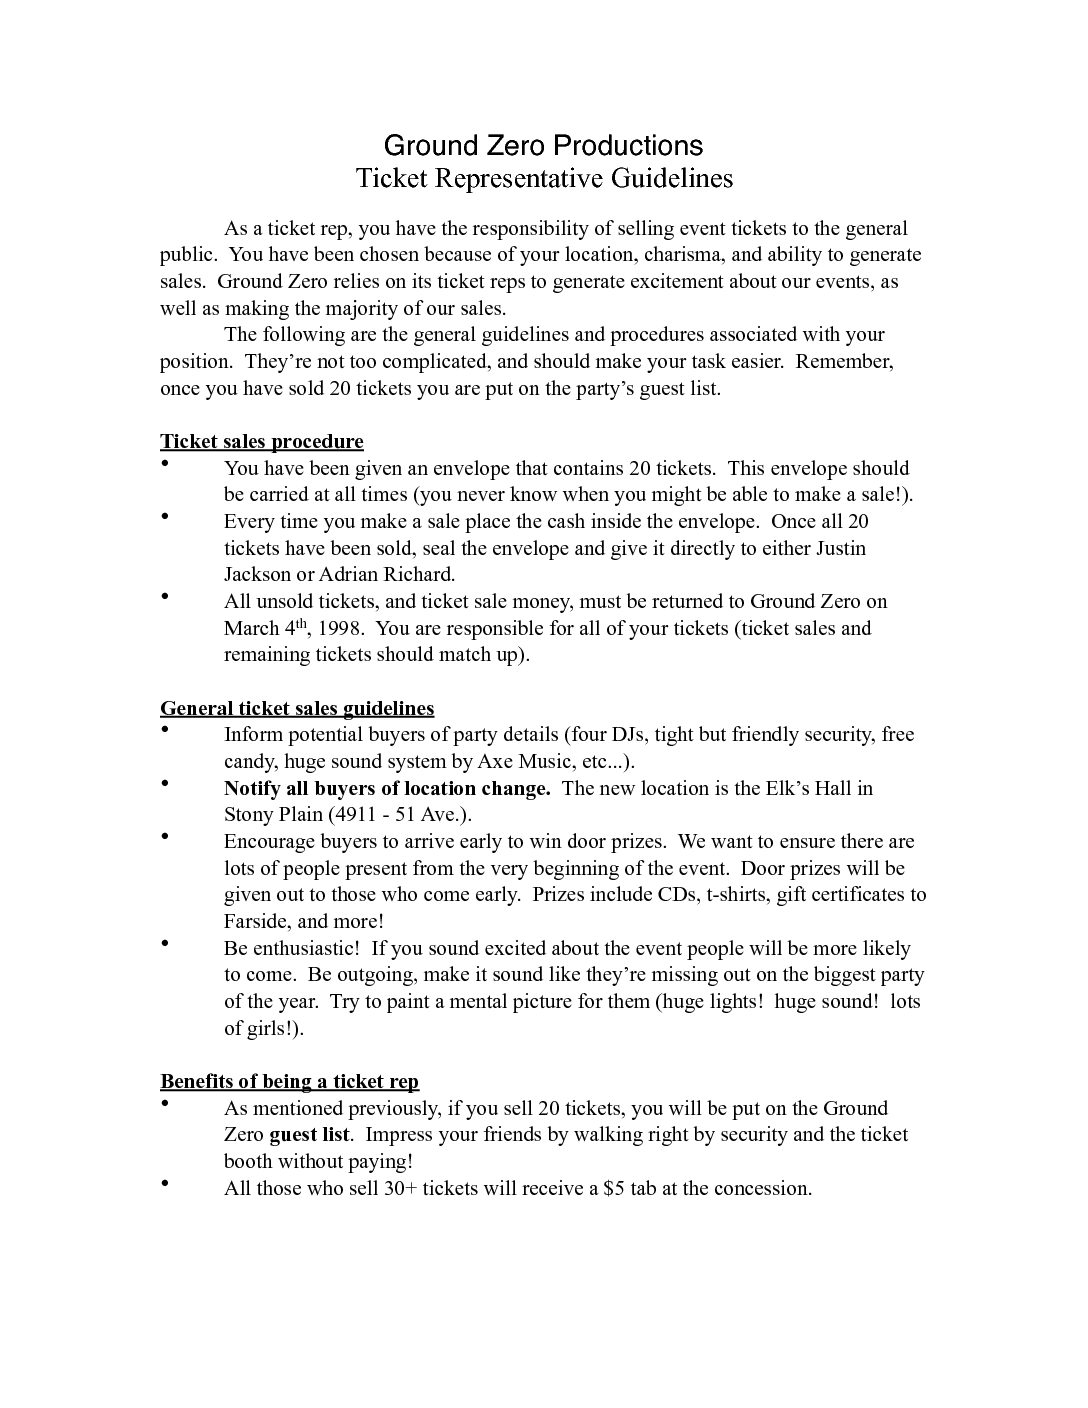 Ground Zero Productions
Ticket Representative Guidelines
As a ticket rep, you have the responsibility of selling event tickets to the general
public.  You have been chosen because of your location, charisma, and ability to generate
sales.  Ground Zero relies on its ticket reps to generate excitement about our events, as
well as making the majority of our sales.
The following are the general guidelines and procedures associated with your
position.  They’re not too complicated, and should make your task easier.  Remember,
once you have sold 20 tickets you are put on the party’s guest list.
Ticket sales procedure
• You have been given an envelope that contains 20 tickets.  This envelope should
be carried at all times (you never know when you might be able to make a sale!).
• Every time you make a sale place the cash inside the envelope.  Once all 20
tickets have been sold, seal the envelope and give it directly to either Justin
Jackson or Adrian Richard.
• All unsold tickets, and ticket sale money, must be returned to Ground Zero on
March 4th, 1998.  You are responsible for all of your tickets (ticket sales and
remaining tickets should match up).
General ticket sales guidelines
• Inform potential buyers of party details (four DJs, tight but friendly security, free
candy, huge sound system by Axe Music, etc...).
• Notify all buyers of location change.  The new location is the Elk’s Hall in
Stony Plain (4911 - 51 Ave.).
• Encourage buyers to arrive early to win door prizes.  We want to ensure there are
lots of people present from the very beginning of the event.  Door prizes will be
given out to those who come early.  Prizes include CDs, t-shirts, gift certificates to
Farside, and more!
• Be enthusiastic!  If you sound excited about the event people will be more likely
to come.  Be outgoing, make it sound like they’re missing out on the biggest party
of the year.  Try to paint a mental picture for them (huge lights!  huge sound!  lots
of girls!).
Benefits of being a ticket rep
• As mentioned previously, if you sell 20 tickets, you will be put on the Ground
Zero guest list.  Impress your friends by walking right by security and the ticket
booth without paying!
• All those who sell 30+ tickets will receive a $5 tab at the concession.